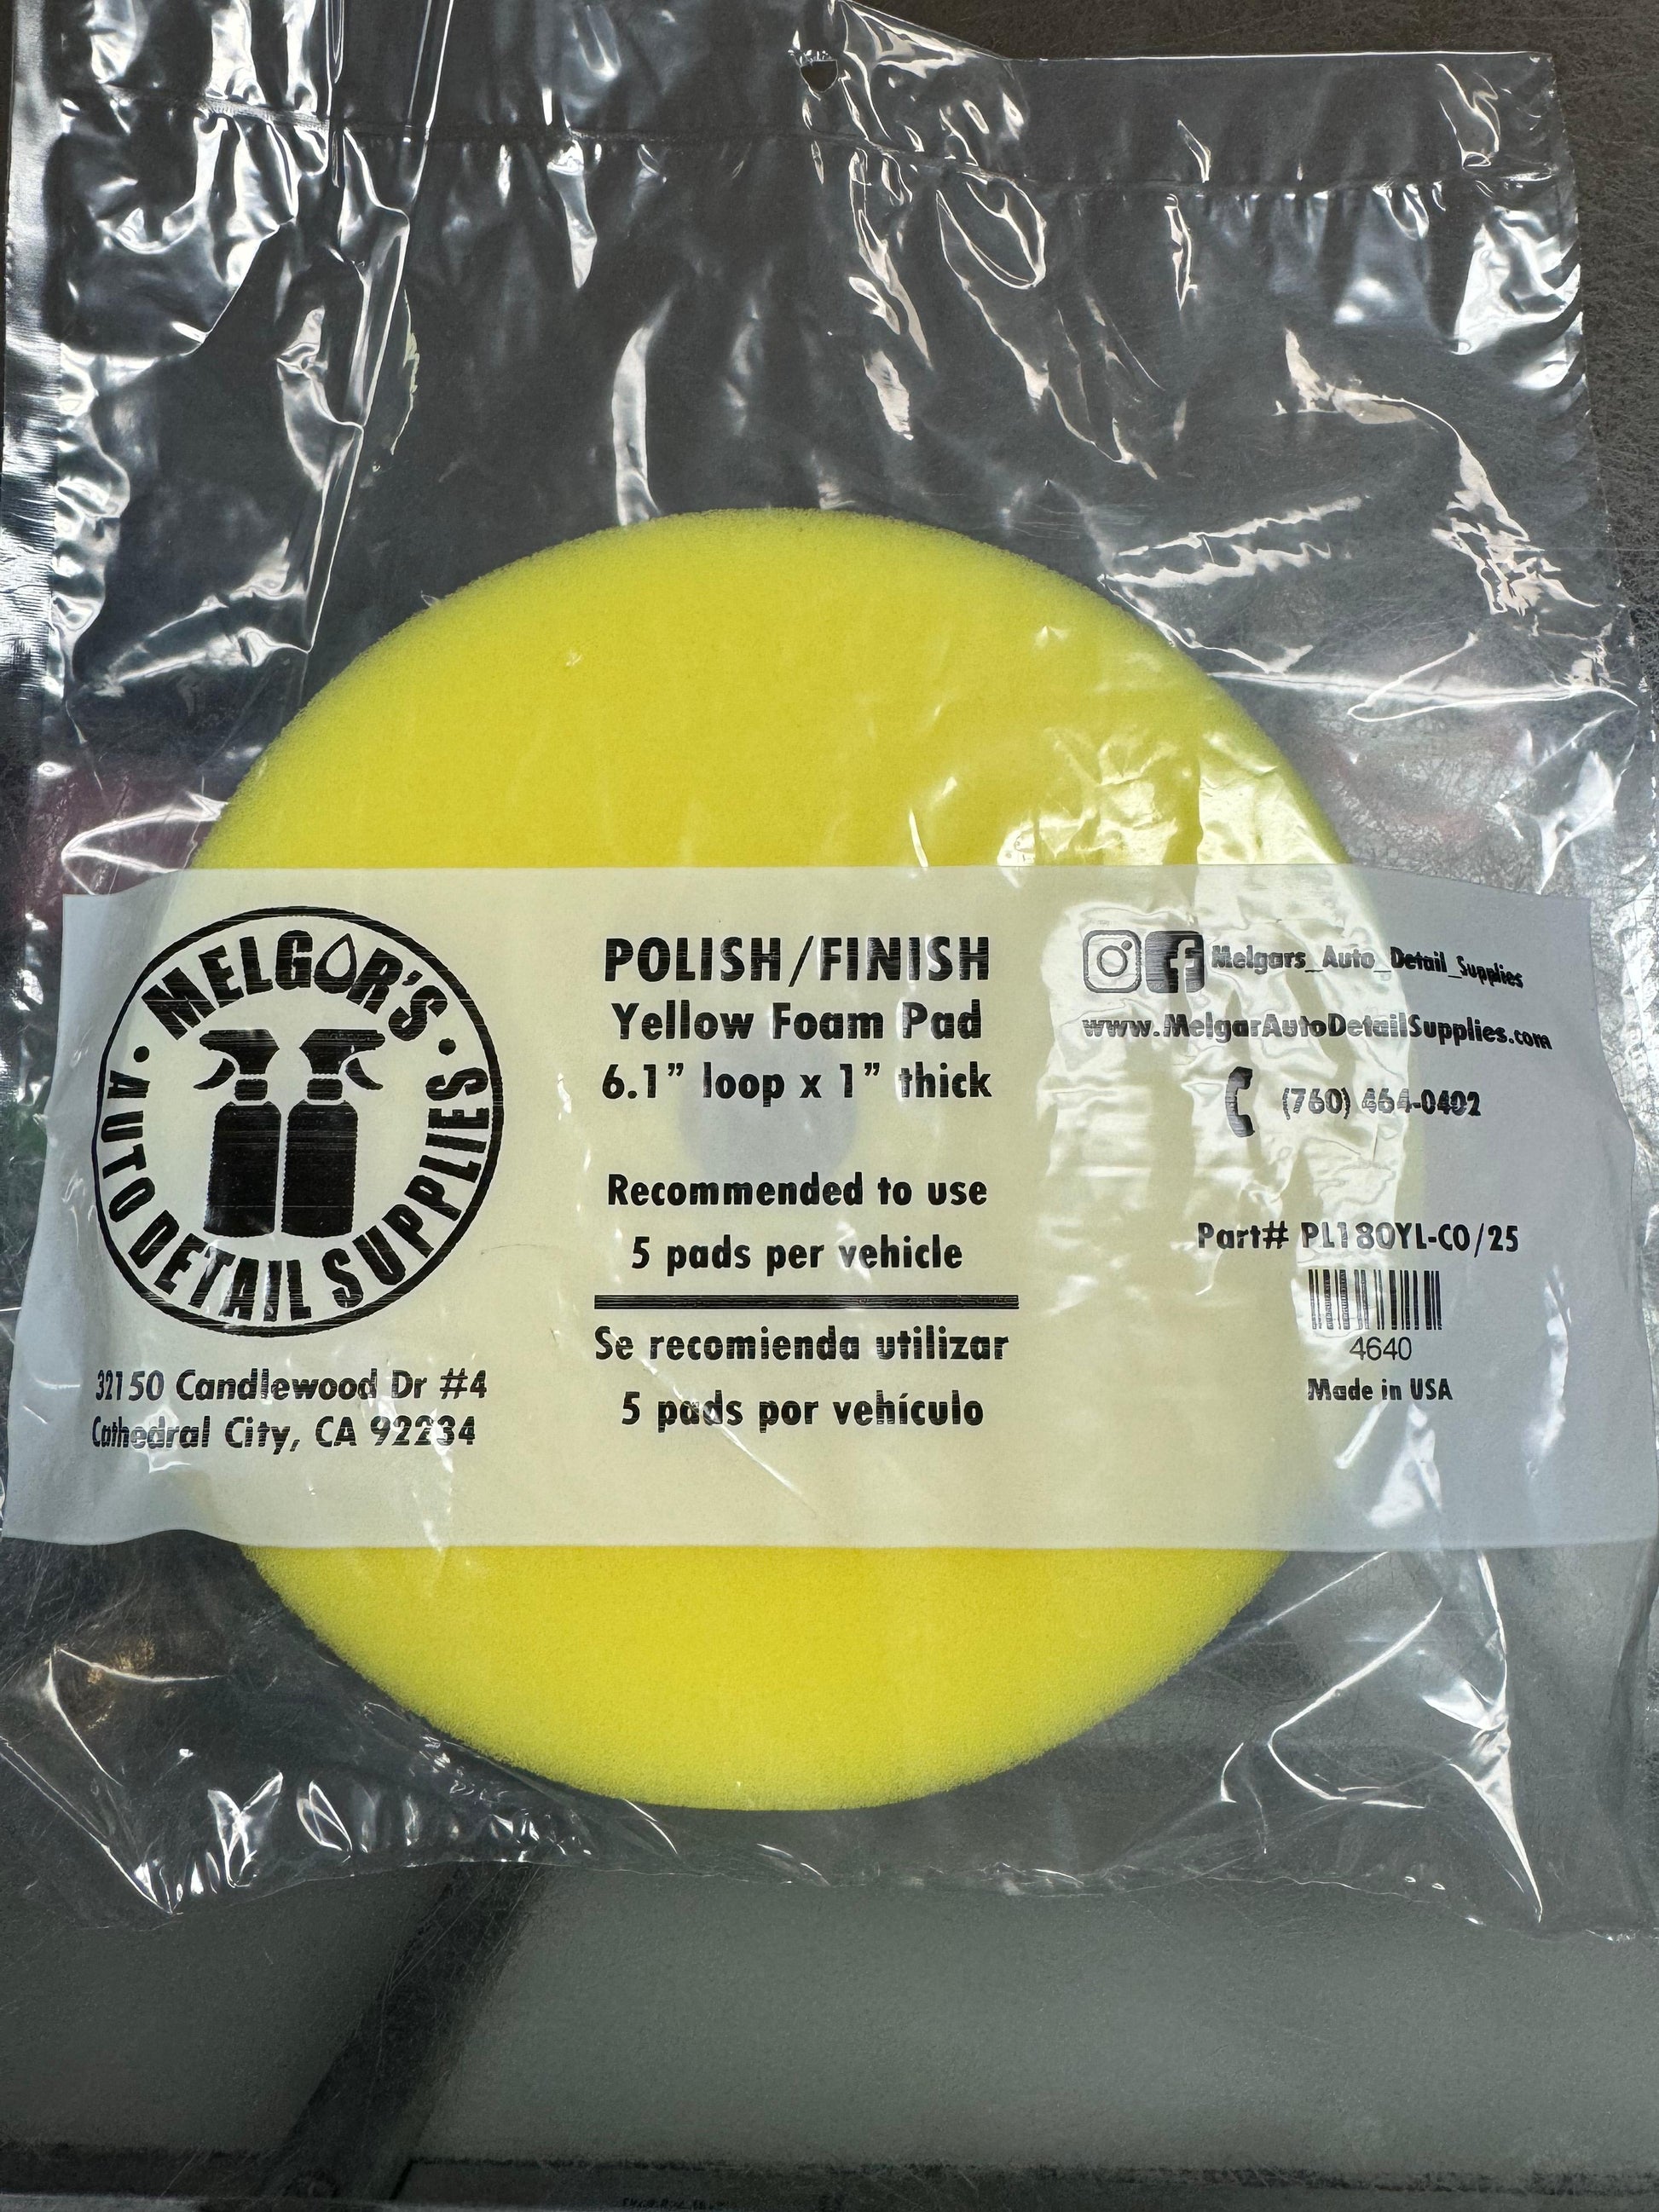 MELGAR'S
• AUTO DETAIL SUPPLIES •
32150 Candlewood Dr #4
Cathedral City, CA 92234
POLISH/FINISH
Yellow Foam Pad
6.1” loop x 1” thick
Recommended to use
5 pads per vehicle
Se recomienda utilizar
5 pads por vehículo
Melgars_Auto_Detail_Supplies
www.MelgarAutoDetailSupplies.com
(760) 464-0402
Part# PL180YL-CO/25
4640
Made in USA